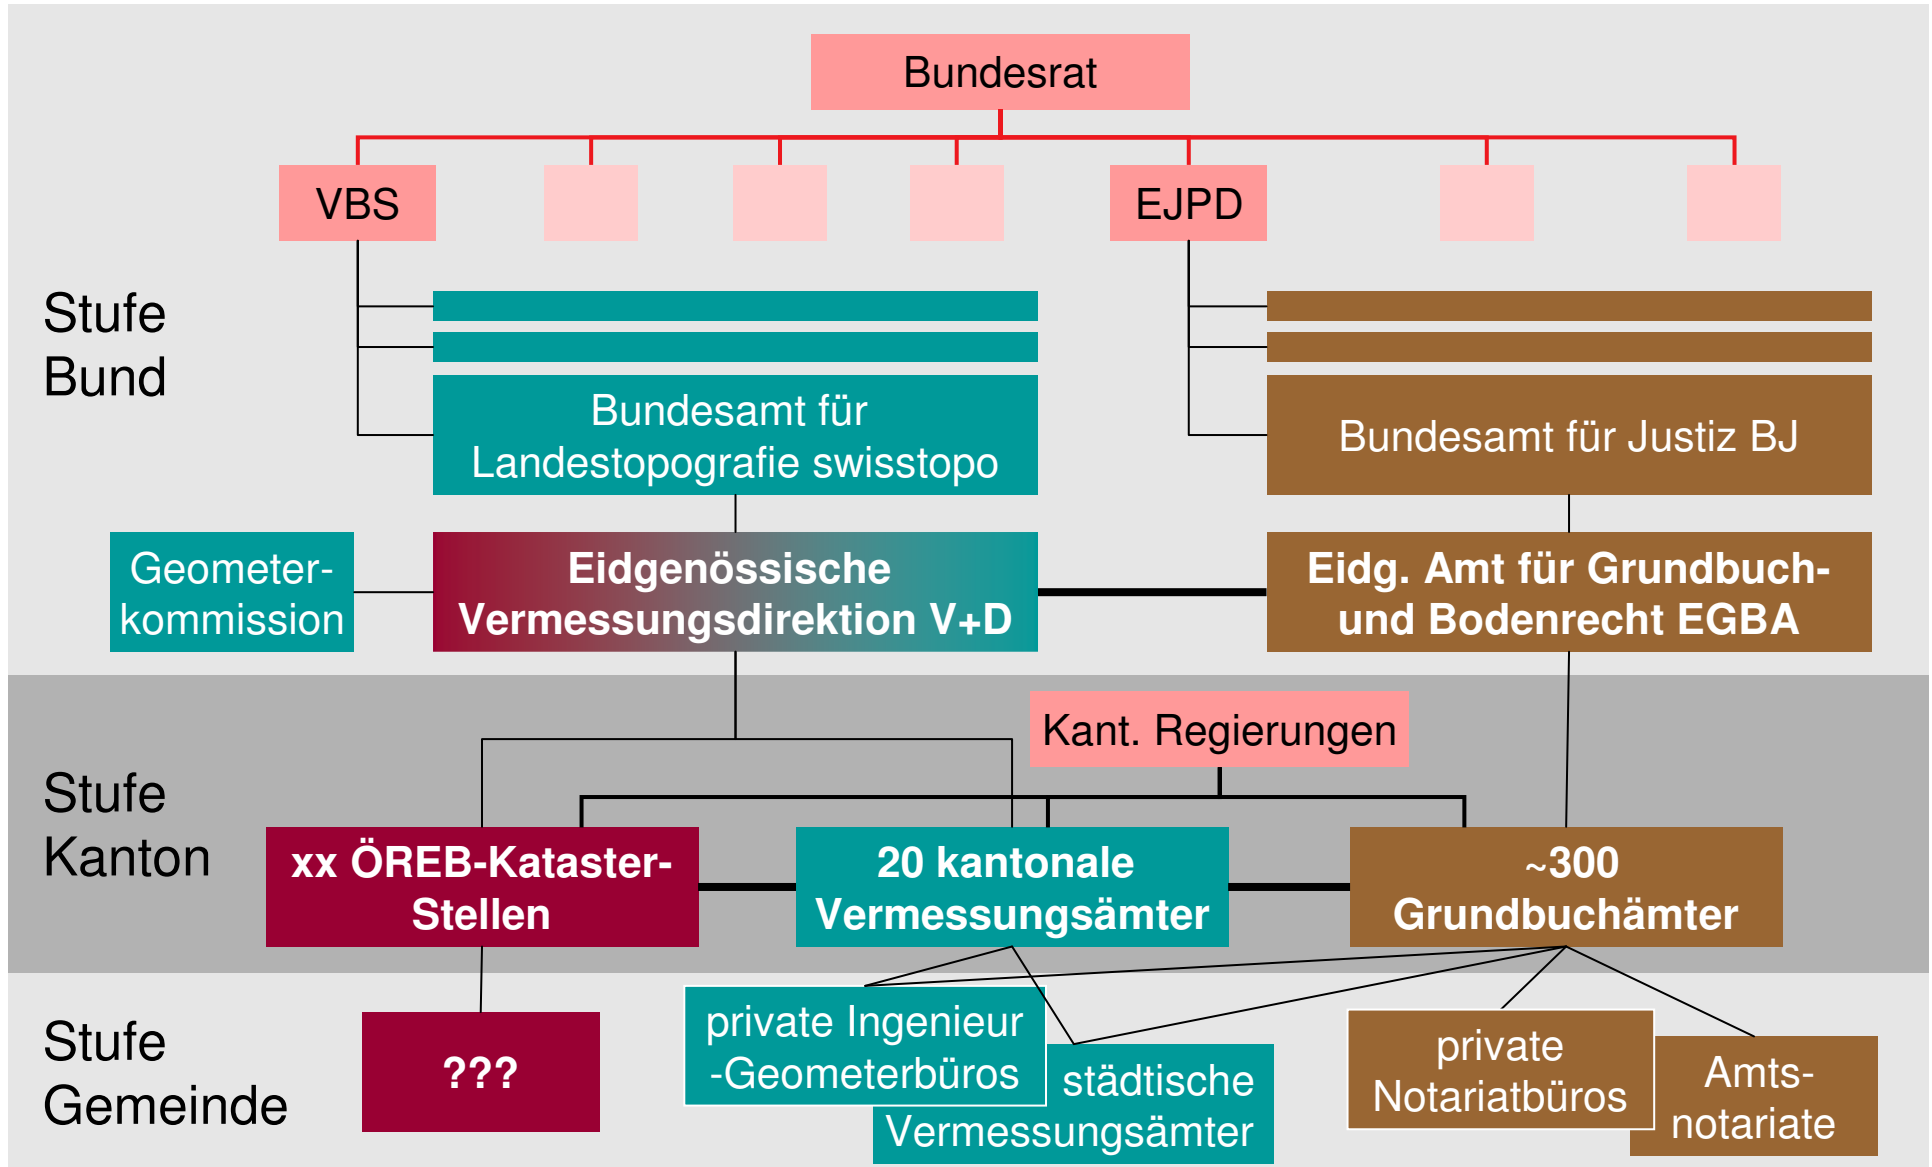 Bundesrat
VBS
EJPD
Stufe
Bund
Bundesamt für
Landestopografie swisstopo
Bundesamt für Justiz BJ
Geometer-
kommission
Eidgenössische
Vermessungsdirektion V+D
Eidg. Amt für Grundbuch-
und Bodenrecht EGBA
Kant. Regierungen
Stufe
Kanton
xx ÖREB-Kataster-
Stellen
20 kantonale
Vermessungsämter
~300
Grundbuchämter
Stufe
Gemeinde
???
private Ingenieur
-Geometerbüros
städtische
Vermessungsämter
private
Notariatbüros
Amts-
notariate